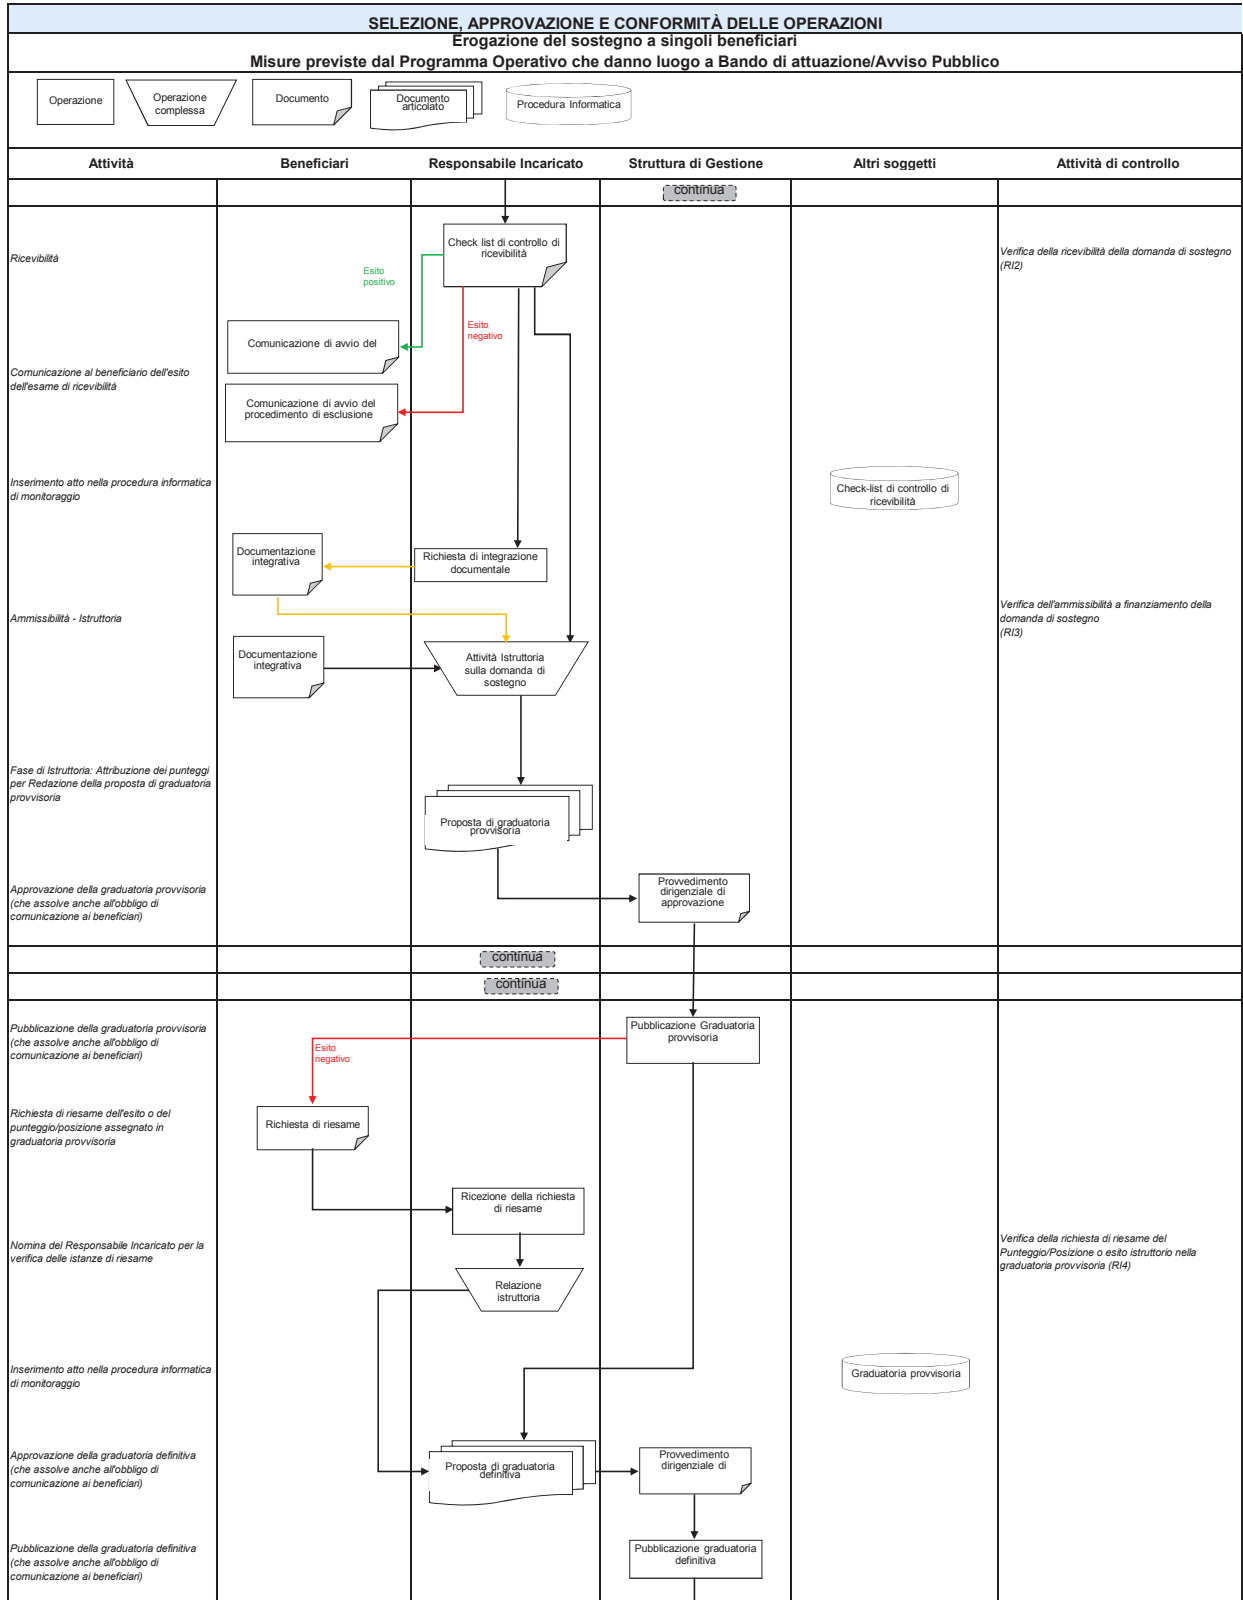 SELEZIONE, APPROVAZIONE E CONFORMITÀ DELLE OPERAZIONI
Erogazione del sostegno a singoli beneficiari
Misure previste dal Programma Operativo che danno luogo a Bando di attuazione/Avviso Pubblico
Operazione
Operazione
complessa
Documento
Documento
articolato
Procedura Informatica
Attività
Beneficiari
Responsabile Incaricato
Struttura di Gestione
Altri soggetti
Attività di controllo
continua
Ricevibilità
Check list di controllo di
ricevibilità
Verifica della ricevibilità della domanda di sostegno
(RI2)
Esito
positivo
Esito
negativo
Comunicazione di avvio del
Comunicazione al beneficiario dell'esito
dell'esame di ricevibilità
Comunicazione di avvio del
procedimento di esclusione
Inserimento atto nella procedura informatica
di monitoraggio
Check-list di controllo di
ricevibilità
Documentazione
integrativa
Richiesta di integrazione
documentale
Ammissibilità - Istruttoria
Verifica dell'ammissibilità a finanziamento della
domanda di sostegno
(RI3)
Documentazione
integrativa
Attività Istruttoria
sulla domanda di
sostegno
Fase di Istruttoria: Attribuzione dei punteggi
per Redazione della proposta di graduatoria
provvisoria
Proposta di graduatoria
provvisoria
Approvazione della graduatoria provvisoria
(che assolve anche all'obbligo di
comunicazione ai beneficiari)
Provvedimento
dirigenziale di
approvazione
continua
continua
Pubblicazione della graduatoria provvisoria
(che assolve anche all'obbligo di
comunicazione ai beneficiari)
Pubblicazione Graduatoria
provvisoria
Esito
negativo
Richiesta di riesame dell'esito o del
punteggio/posizione assegnato in
graduatoria provvisoria
Richiesta di riesame
Ricezione della richiesta
di riesame
Nomina del Responsabile Incaricato per la
verifica delle istanze di riesame
Verifica della richiesta di riesame del
Punteggio/Posizione o esito istruttorio nella
graduatoria provvisoria (RI4)
Relazione
istruttoria
Inserimento atto nella procedura informatica
di monitoraggio
Graduatoria provvisoria
Approvazione della graduatoria definitiva
(che assolve anche all'obbligo di
comunicazione ai beneficiari)
Proposta di graduatoria
definitiva
Provvedimento
dirigenziale di
Pubblicazione della graduatoria definitiva
(che assolve anche all'obbligo di
comunicazione ai beneficiari)
Pubblicazione graduatoria
definitiva